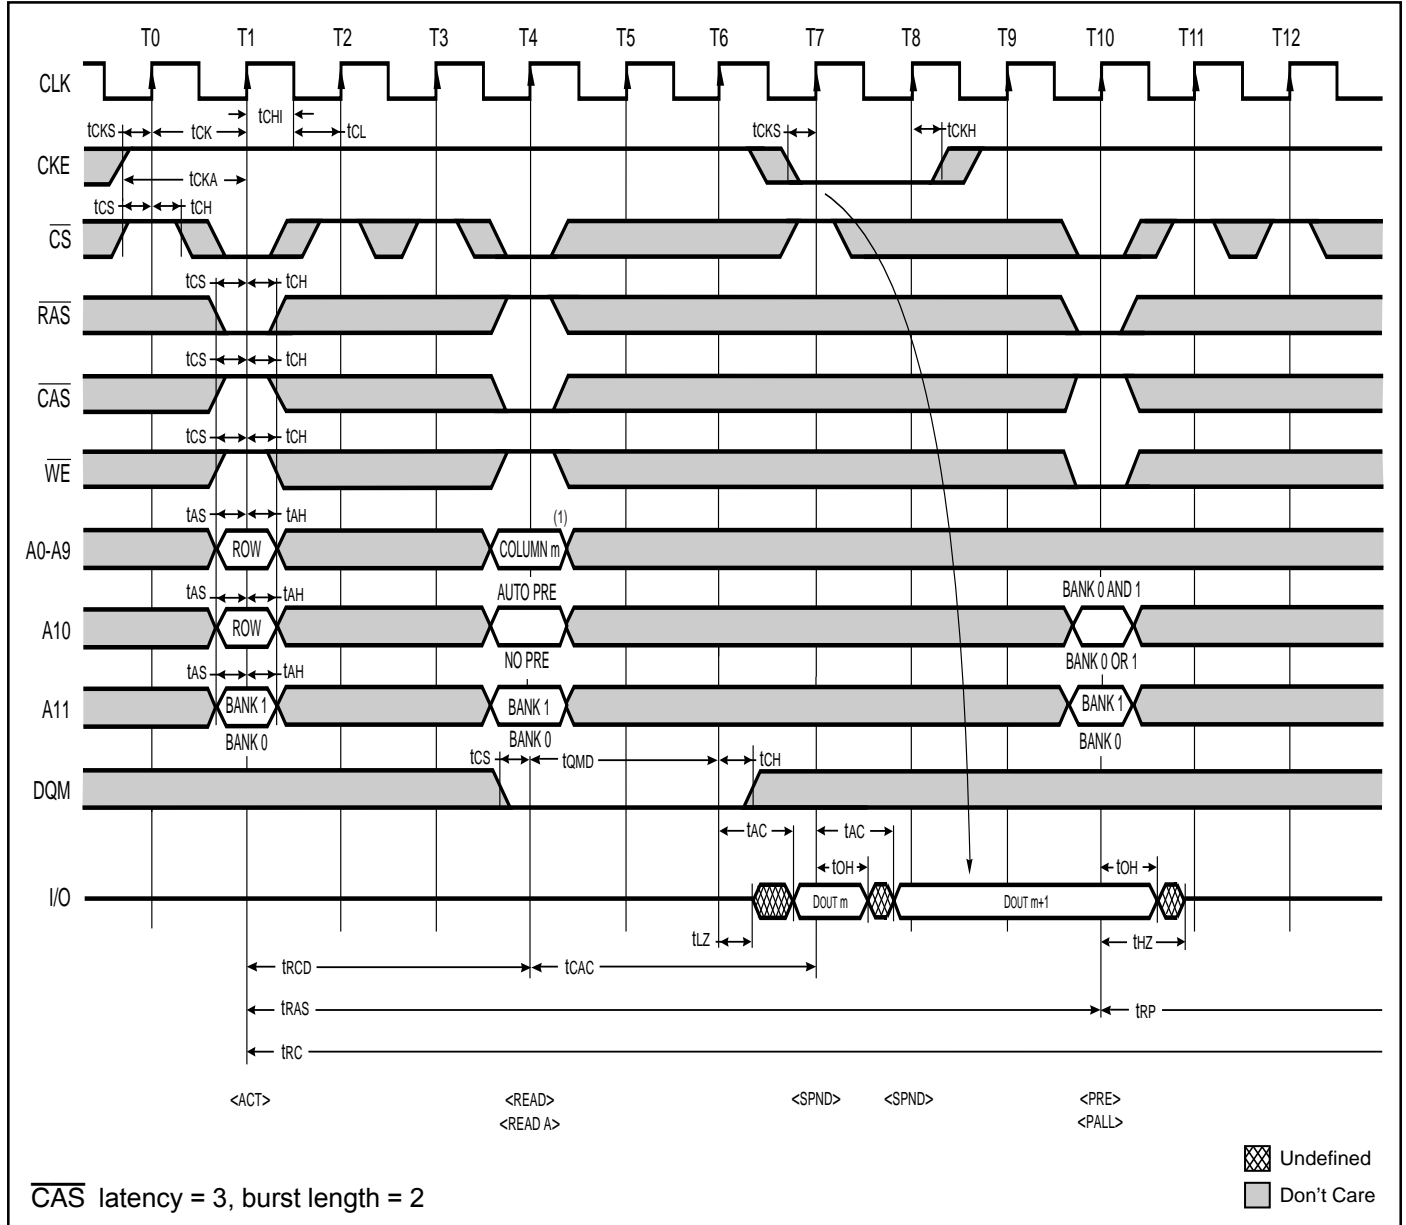 T0 T1 T2 T3 T4 T5 T6 T7 T8 T9 T10 T11 T12
CLK
tCHI
tCKS tCK tCL tCKS tCKH
CKE
tCKA
tCS tCH
CS
tCS tCH
RAS
tCS tCH
CAS
tCS tCH
WE
tAS tAH (1)
A0-A9 ROW COLUMN m
AUTO PRE BANK 0 AND 1
tAS tAH
A10 ROW
NO PRE BANK 0 OR 1
tAS tAH
A11 BANK 1 BANK 1 BANK 1
BANK 0 BANK 0 BANK 0
tCS tQMD tCH
DQM
tAC tAC
tOH tOH
I/O DOUT m DOUT m+1
tLZ tHZ
tRCD tCAC
tRAS tRP
tRC
<ACT> <READ> <SPND> <SPND> <PRE>
<READ A> <PALL>
Undefined
Don't Care
CAS latency = 3, burst length = 2